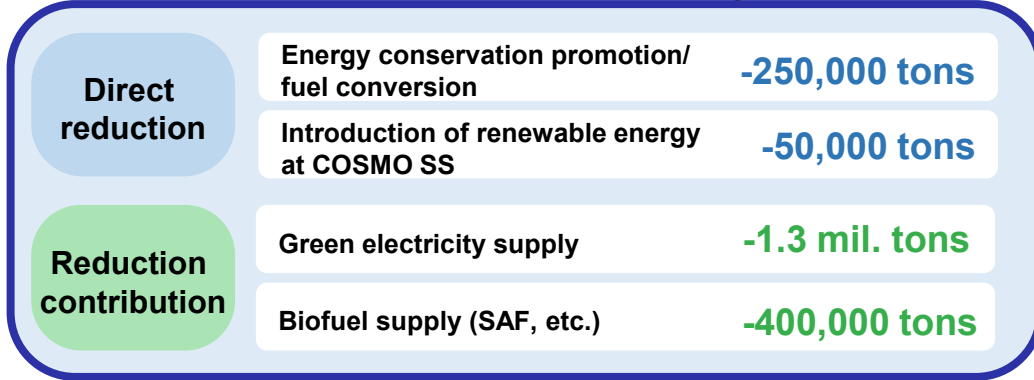 Direct
reduction
Energy conservation promotion/
fuel conversion
-250,000 tons
Introduction of renewable energy
at COSMO SS
-50,000 tons
Reduction
contribution
Green electricity supply
-1.3 mil. tons
Biofuel supply (SAF, etc.)
-400,000 tons